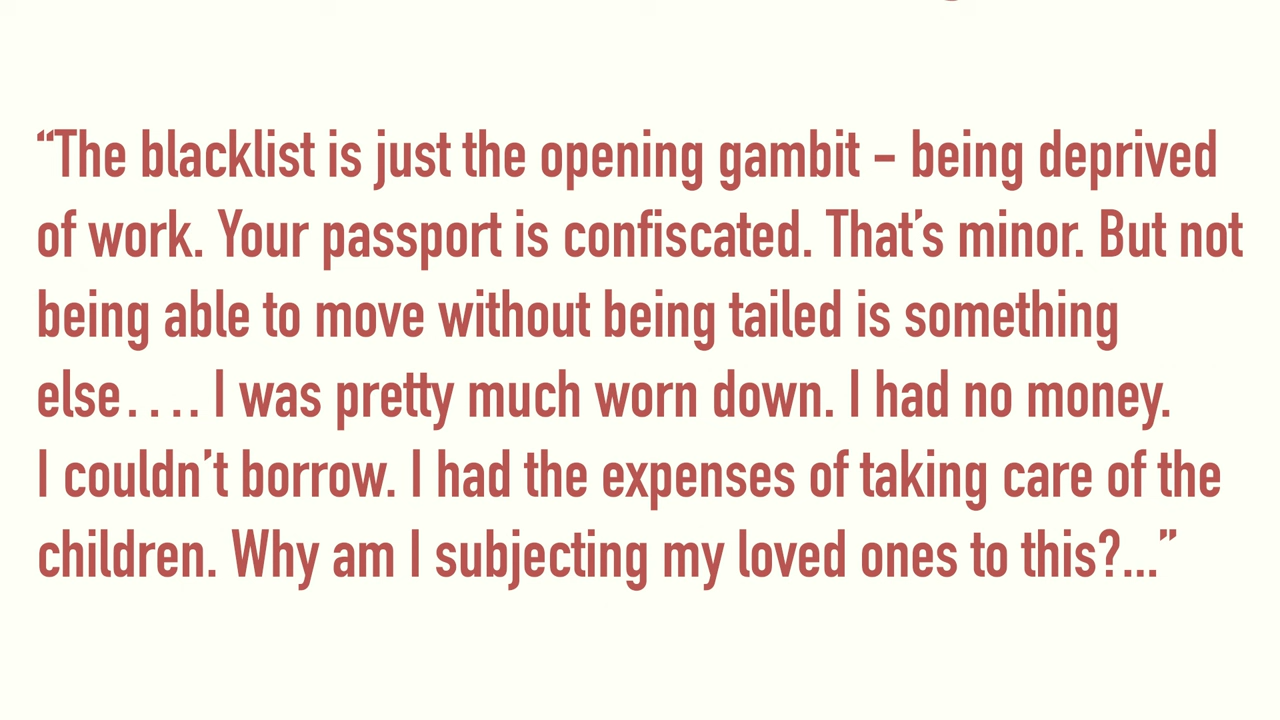 “The blacklist is just the opening gambit – being deprived
of work. Your passport is confiscated. That’s minor. But not
being able to move without being tailed is something
else.... I was pretty much worn down. I had no money.
I couldn’t borrow. I had the expenses of taking care of the
children. Why am I subjecting my loved ones to this?...”